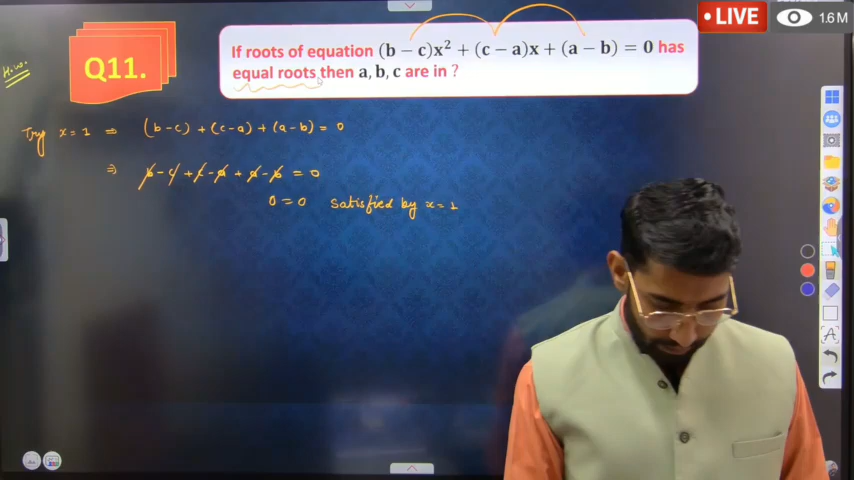 LIVE
1.6M
H.W.
Q11.
If roots of equation (b − c)x² + (c − a)x + (a − b) = 0 has
equal roots then a, b, c are in ?
Try x = 1 ⇒ (b-c) + (c-a) + (a-b) = 0
⇒ b - c + c - a + a - b = 0
0 = 0 satisfied by x = 1
A